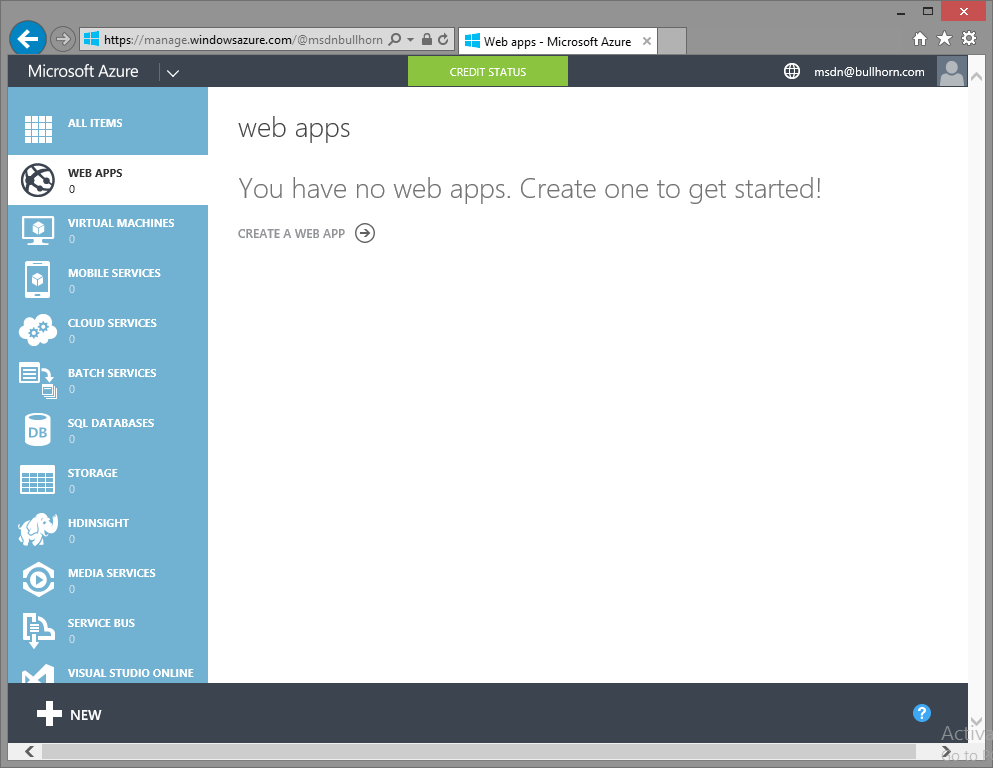 https://manage.windowsazure.com/@msdnbullhorn
Web apps - Microsoft Azure
Microsoft Azure
CREDIT STATUS
msdn@bullhorn.com
ALL ITEMS
WEB APPS
0
VIRTUAL MACHINES
0
MOBILE SERVICES
0
CLOUD SERVICES
0
BATCH SERVICES
0
SQL DATABASES
DB
0
STORAGE
0
HDINSIGHT
0
MEDIA SERVICES
0
SERVICE BUS
0
VISUAL STUDIO ONLINE
web apps
You have no web apps. Create one to get started!
CREATE A WEB APP
NEW
?
Activa
Go to